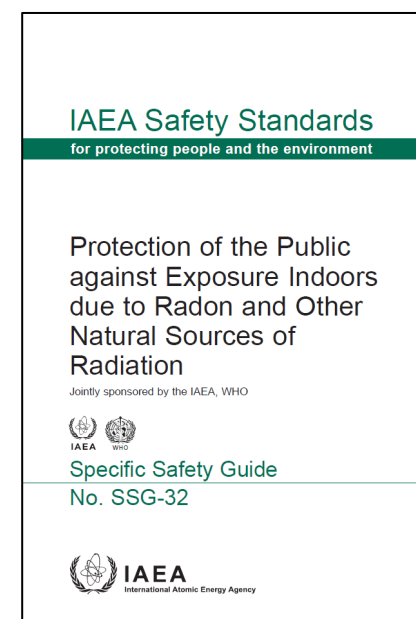 IAEA Safety Standards
for protecting people and the environment
Protection of the Public
against Exposure Indoors
due to Radon and Other
Natural Sources of
Radiation
Jointly sponsored by the IAEA, WHO
IAEA WHO
Specific Safety Guide
No. SSG-32
IAEA
International Atomic Energy Agency